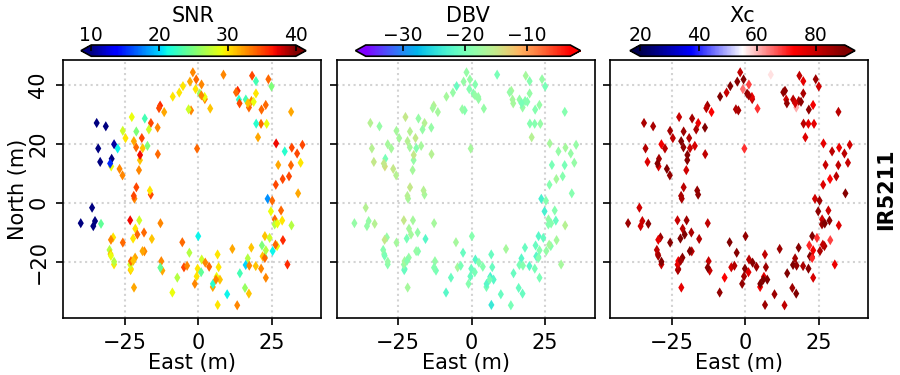 SNR DBV Xc
10 20 30 40 −30 −20 −10 20 40 60 80
40
20
0
−20
North (m)
IR5211
−25 0 25 −25 0 25 −25 0 25
East (m) East (m) East (m)